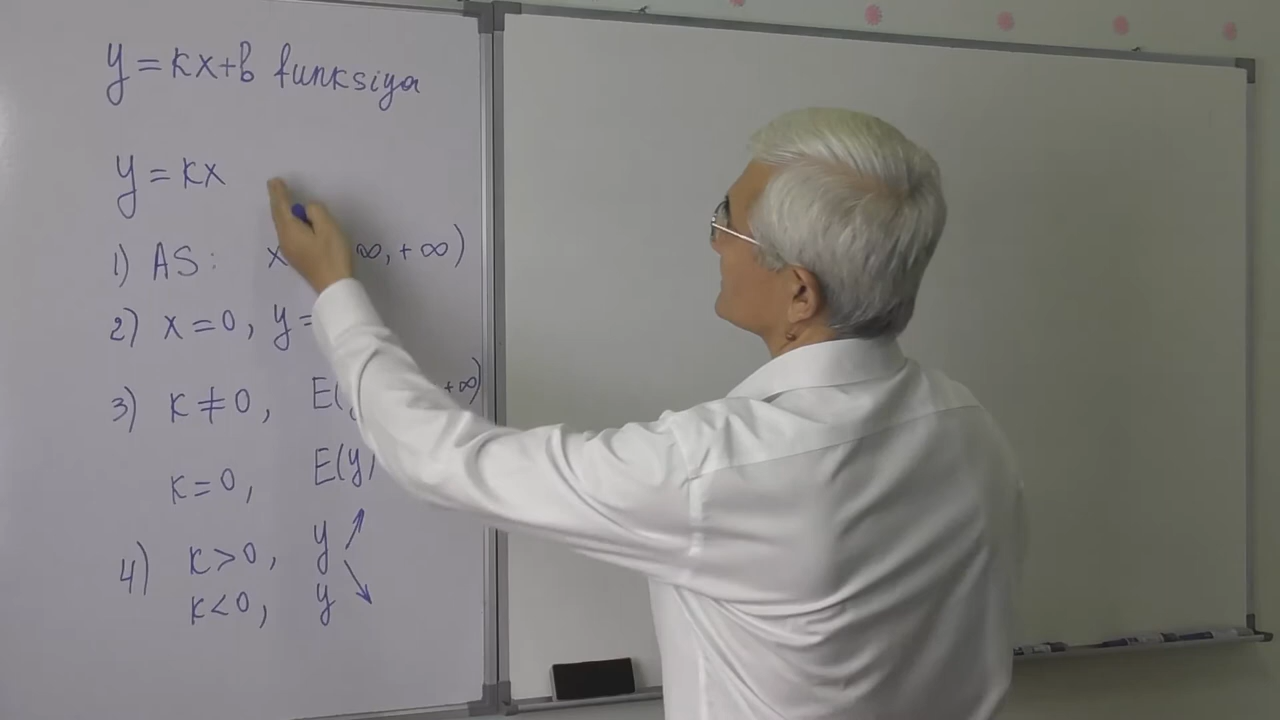 y = kx+b funksiya
y = kx
1) AS: x ∞, +∞)
2) x = 0, y =
3) k ≠ 0, E( +∞)
k = 0, E(y)
4) k > 0, y ↗
k < 0, y ↘